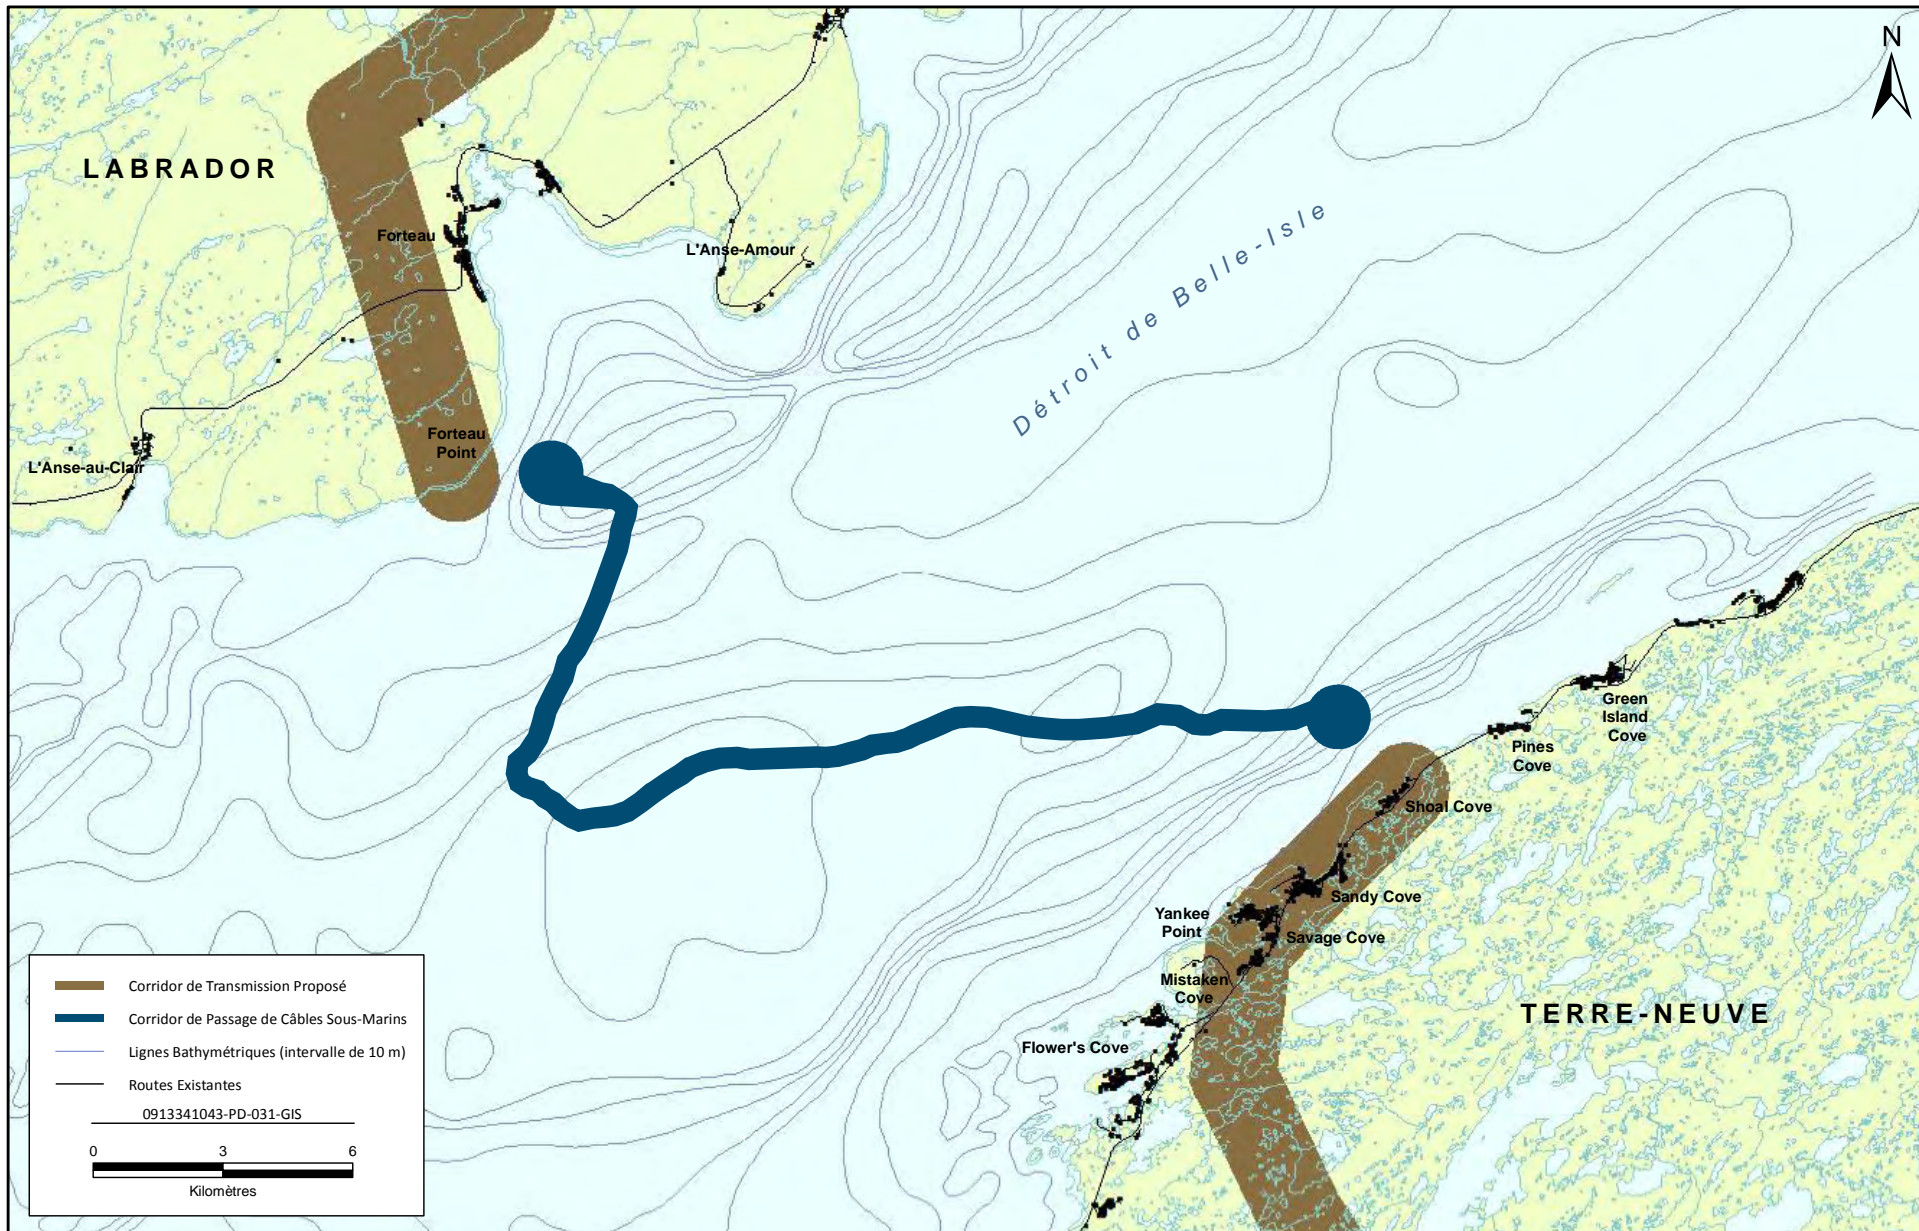 N
LABRADOR
Forteau
L'Anse-Amour
Détroit de Belle-Isle
Forteau
Point
L'Anse-au-Clair
Green
Island
Cove
Pines
Cove
Shoal Cove
Sandy Cove
Yankee
Point
Savage Cove
Mistaken
Cove
TERRE-NEUVE
Flower's Cove
Corridor de Transmission Proposé
Corridor de Passage de Câbles Sous-Marins
Lignes Bathymétriques (intervalle de 10 m)
Routes Existantes
0913341043-PD-031-GIS
0 3 6
Kilomètres